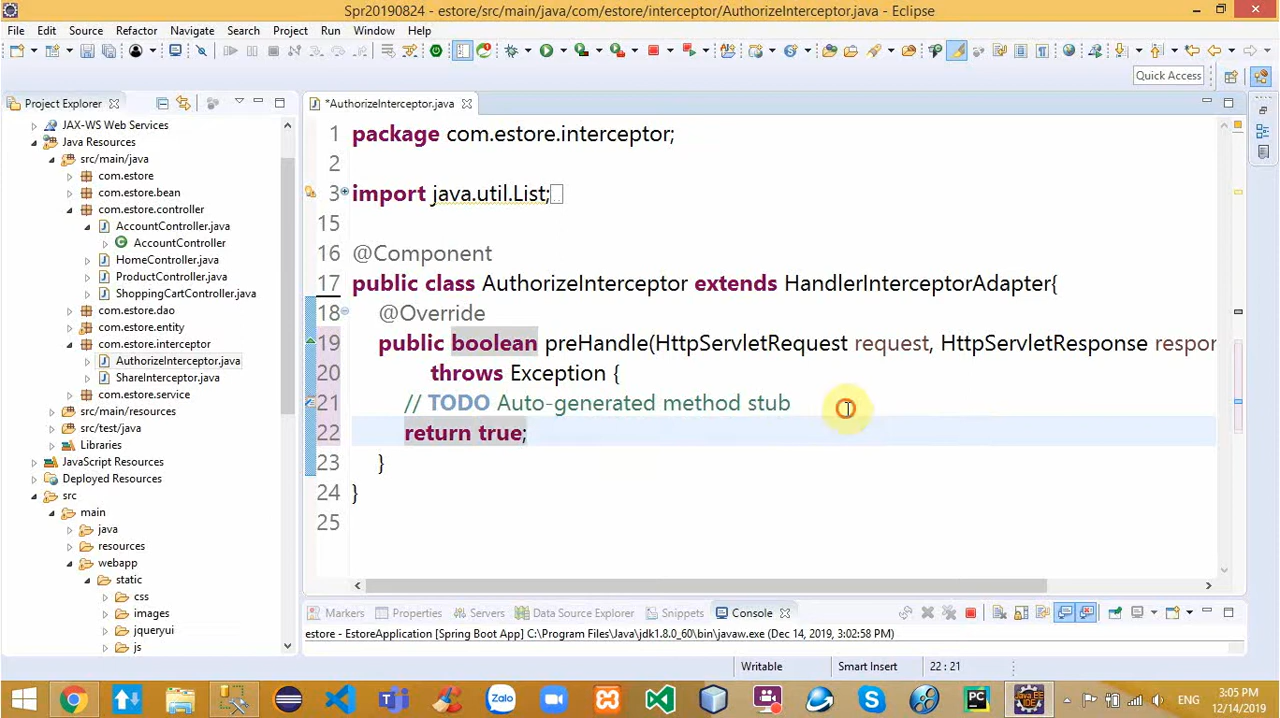 Spr20190824 - estore/src/main/java/com/estore/interceptor/AuthorizeInterceptor.java - Eclipse
File Edit Source Refactor Navigate Search Project Run Window Help
Quick Access
Project Explorer
*AuthorizeInterceptor.java
JAX-WS Web Services
Java Resources
src/main/java
com.estore
com.estore.bean
com.estore.controller
AccountController.java
AccountController
HomeController.java
ProductController.java
ShoppingCartController.java
com.estore.dao
com.estore.entity
com.estore.interceptor
AuthorizeInterceptor.java
ShareInterceptor.java
com.estore.service
src/main/resources
src/test/java
Libraries
JavaScript Resources
Deployed Resources
src
main
java
resources
webapp
static
css
images
jqueryui
js
1 package com.estore.interceptor;
2
3 import java.util.List;
15
16 @Component
17 public class AuthorizeInterceptor extends HandlerInterceptorAdapter{
18 @Override
19 public boolean preHandle(HttpServletRequest request, HttpServletResponse respor
20 throws Exception {
21 // TODO Auto-generated method stub
22 return true;
23 }
24 }
25
Markers Properties Servers Data Source Explorer Snippets Console
estore - EstoreApplication [Spring Boot App] C:\Program Files\Java\jdk1.8.0_60\bin\javaw.exe (Dec 14, 2019, 3:02:58 PM)
Writable Smart Insert 22 : 21
Zalo
PC
Java EE
IDE
ENG
3:05 PM
12/14/2019